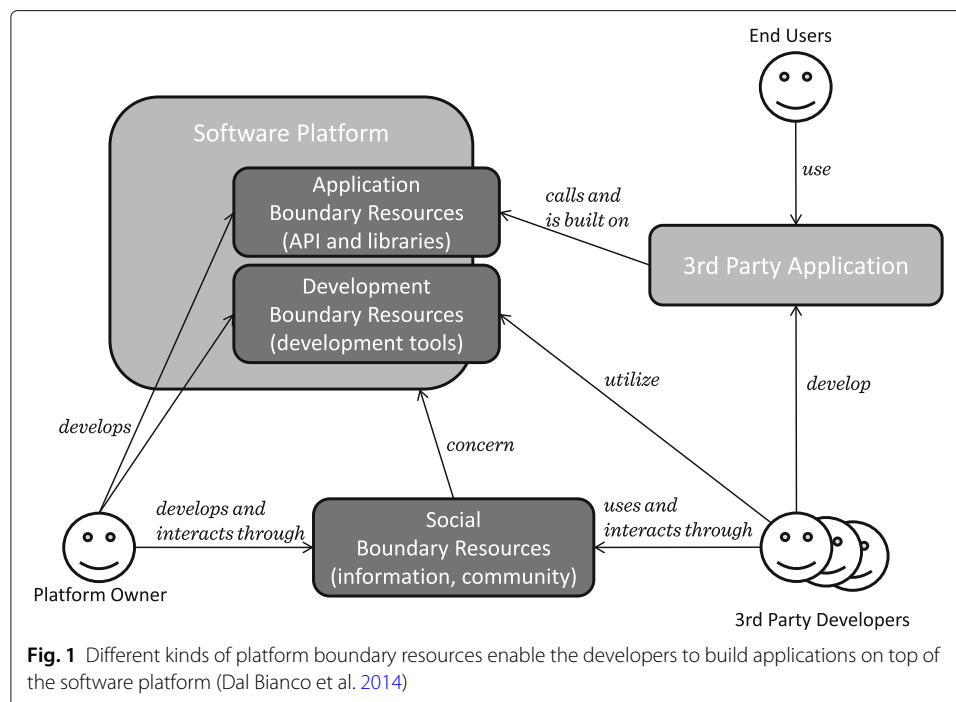 End Users
Software Platform
Application
Boundary Resources
(API and libraries)
calls and
is built on
use
3rd Party Application
Development
Boundary Resources
(development tools)
utilize
develop
develops
concern
develops and
interacts through
Social
Boundary Resources
(information, community)
uses and
interacts through
Platform Owner
3rd Party Developers
Fig. 1 Different kinds of platform boundary resources enable the developers to build applications on top of
the software platform (Dal Bianco et al. 2014)